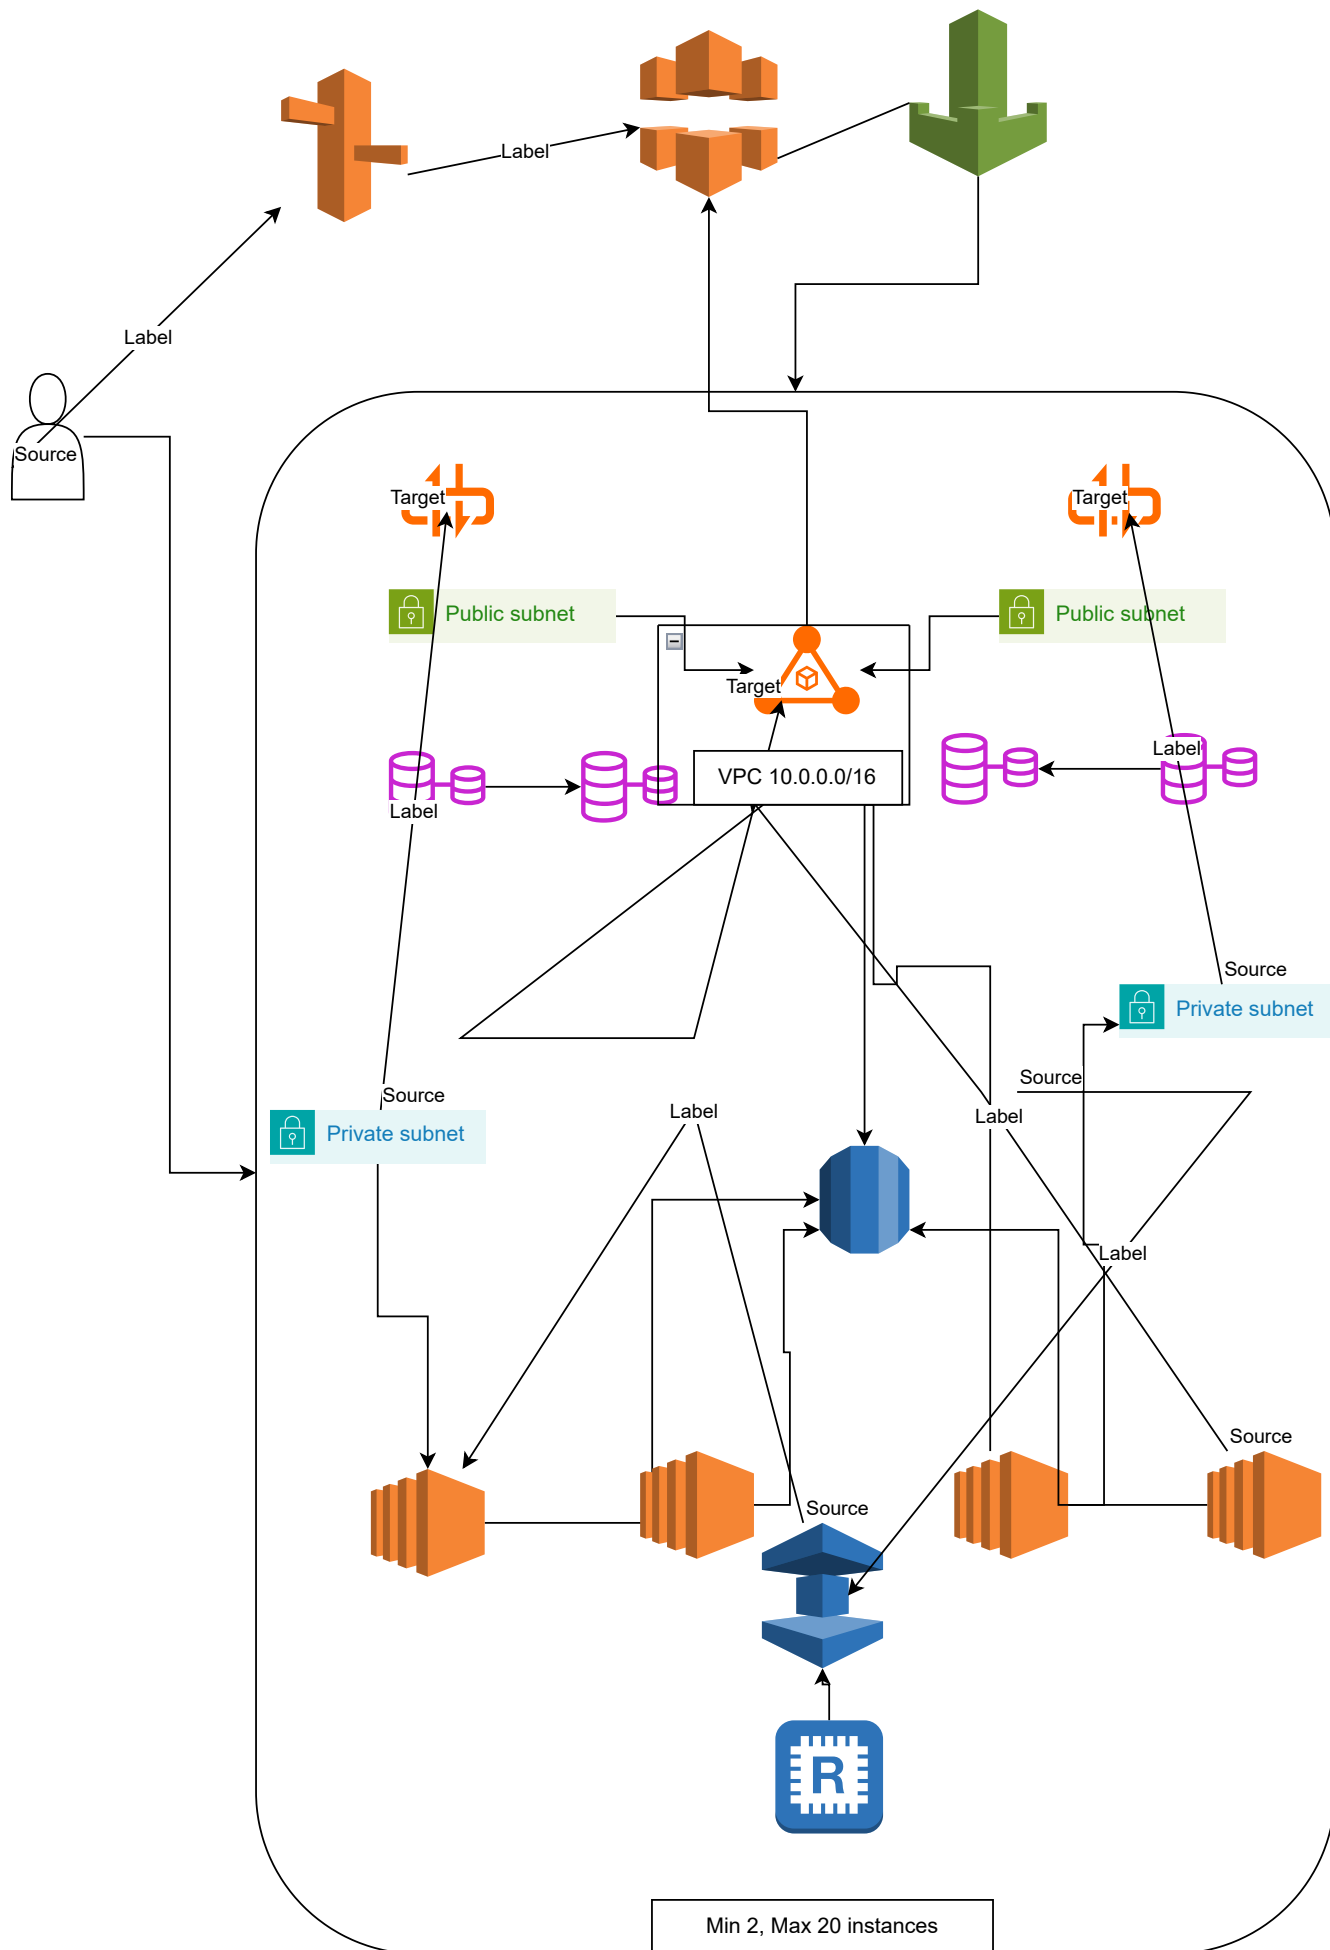 Label
Label
Source
Target
Target
Public subnet
Public subnet
Target
Label
VPC 10.0.0.0/16
Label
Source
Private subnet
Source
Source
Label
Label
Private subnet
Label
Source
Source
R
Min 2, Max 20 instances